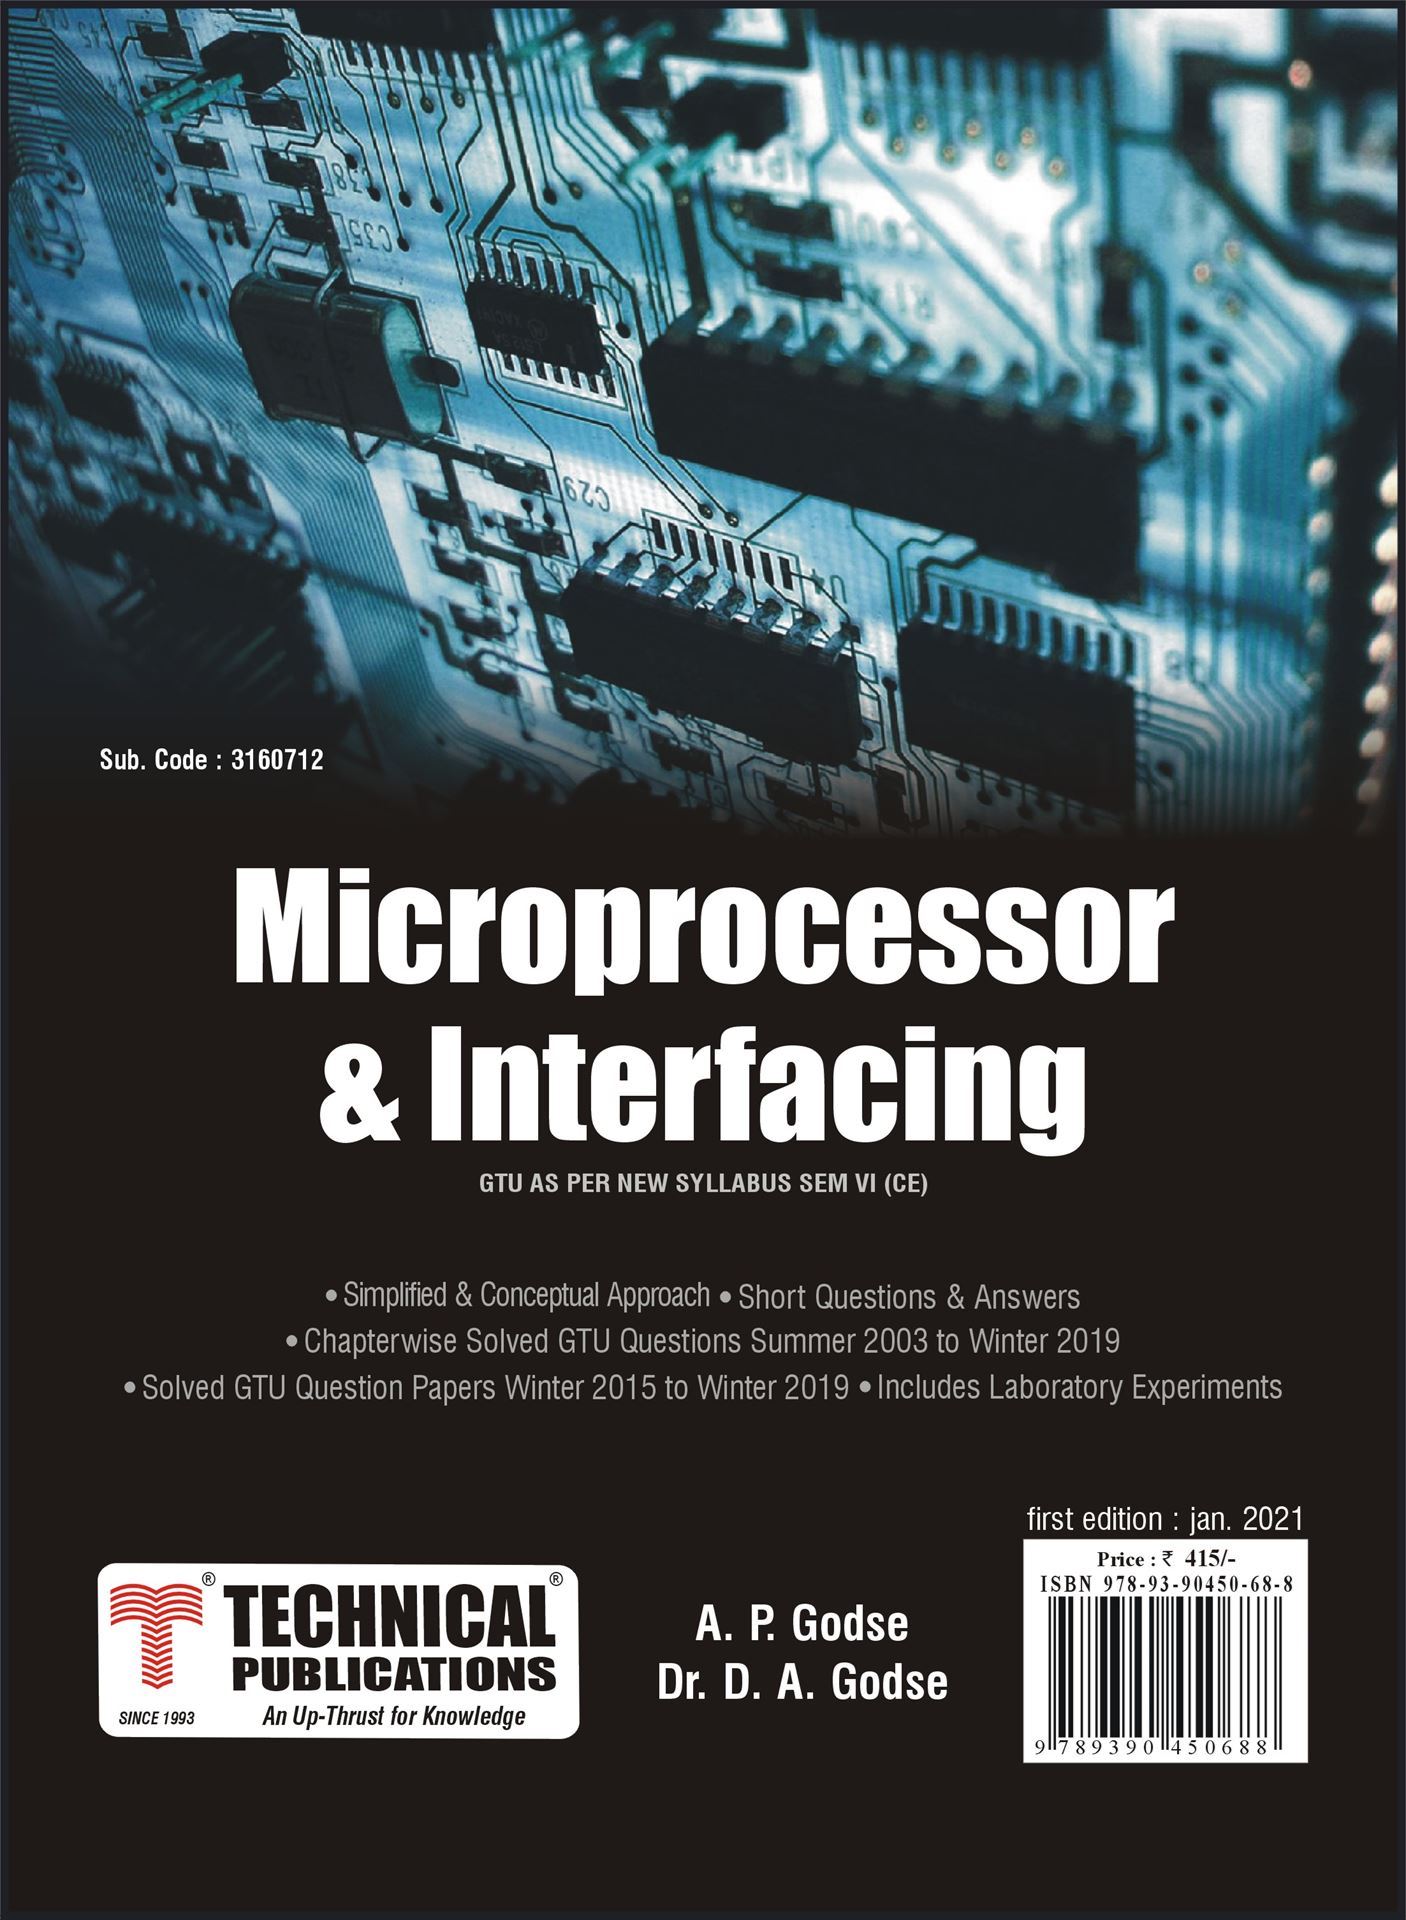 C38
C35
C29
Sub. Code : 3160712
Microprocessor
& Interfacing
GTU AS PER NEW SYLLABUS SEM VI (CE)
• Simplified & Conceptual Approach • Short Questions & Answers
• Chapterwise Solved GTU Questions Summer 2003 to Winter 2019
• Solved GTU Question Papers Winter 2015 to Winter 2019 • Includes Laboratory Experiments
first edition : jan. 2021
Price : ₹ 415/-
ISBN 978-93-90450-68-8
9 789390 450688
® TECHNICAL ®
PUBLICATIONS
SINCE 1993 An Up-Thrust for Knowledge
A. P. Godse
Dr. D. A. Godse